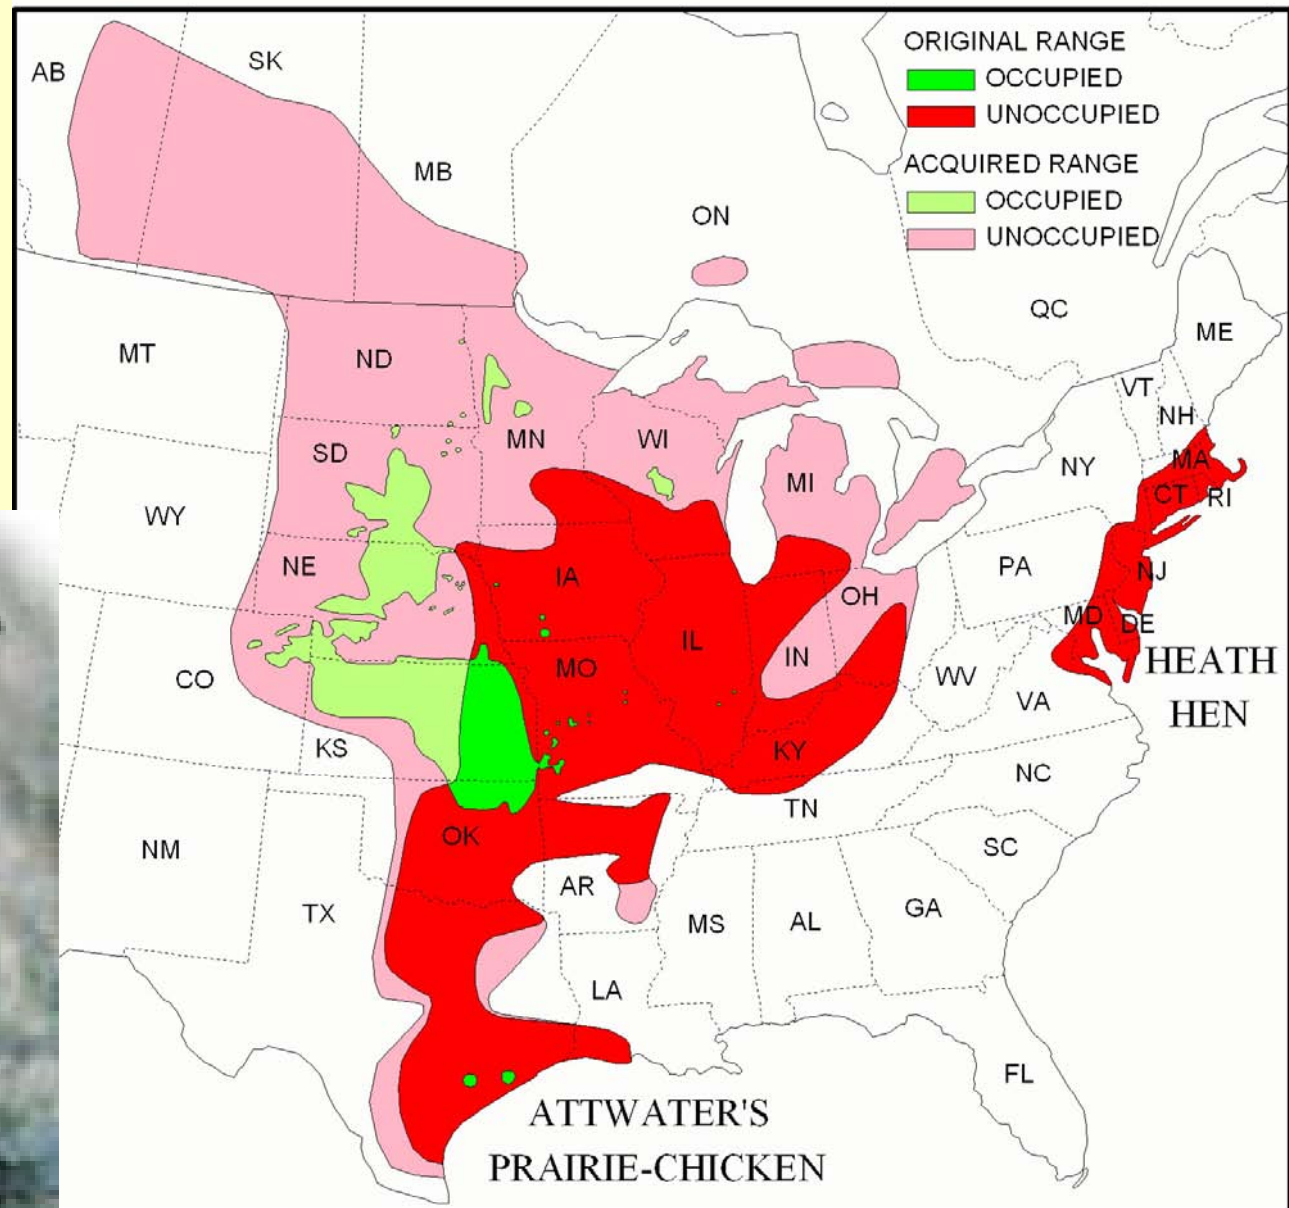 ORIGINAL RANGE
OCCUPIED
UNOCCUPIED
ACQUIRED RANGE
OCCUPIED
UNOCCUPIED
AB
SK
MB
ON
QC
ME
MT
ND
VT
NH
MN
WI
SD
MI
NY
MA
CT
RI
WY
NE
IA
PA
NJ
OH
MD
DE
IL
IN
MO
CO
WV
VA
HEATH
HEN
KS
KY
NC
TN
OK
NM
SC
AR
TX
MS
AL
GA
LA
FL
ATTWATER'S
PRAIRIE-CHICKEN